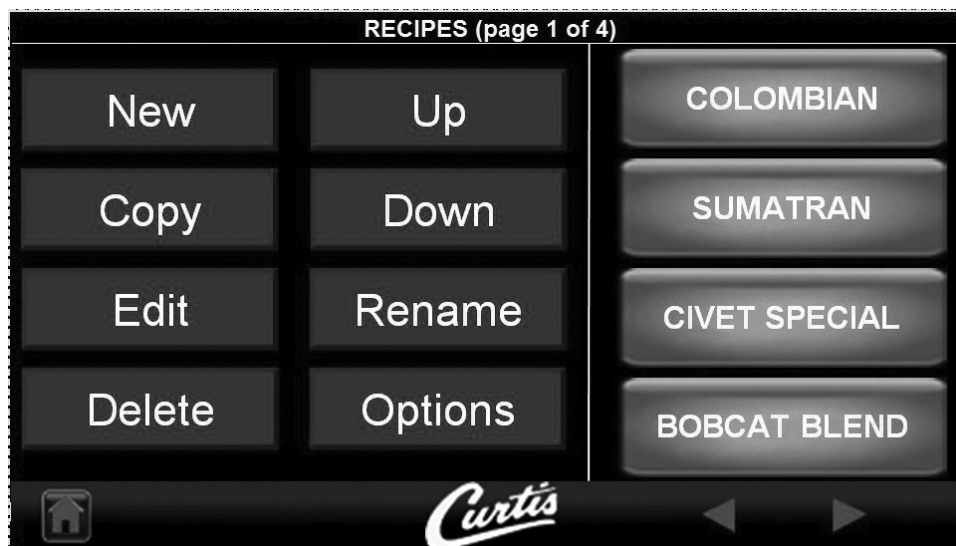 RECIPES (page 1 of 4)
New
Up
Copy
Down
Edit
Rename
Delete
Options
COLOMBIAN
SUMATRAN
CIVET SPECIAL
BOBCAT BLEND
Curtis